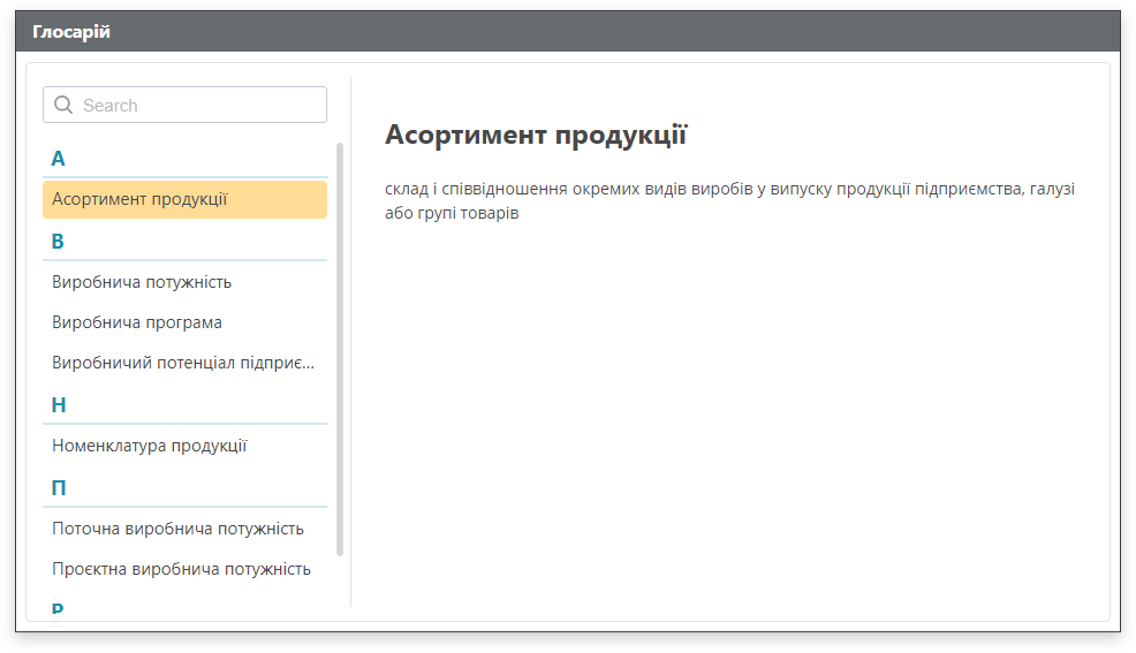 Глосарій
Search
А
Асортимент продукції
В
Виробнича потужність
Виробнича програма
Виробничий потенціал підприє...
Н
Номенклатура продукції
П
Поточна виробнича потужність
Проєктна виробнича потужність
Р
Асортимент продукції
склад і співвідношення окремих видів виробів у випуску продукції підприємства, галузі
або групі товарів